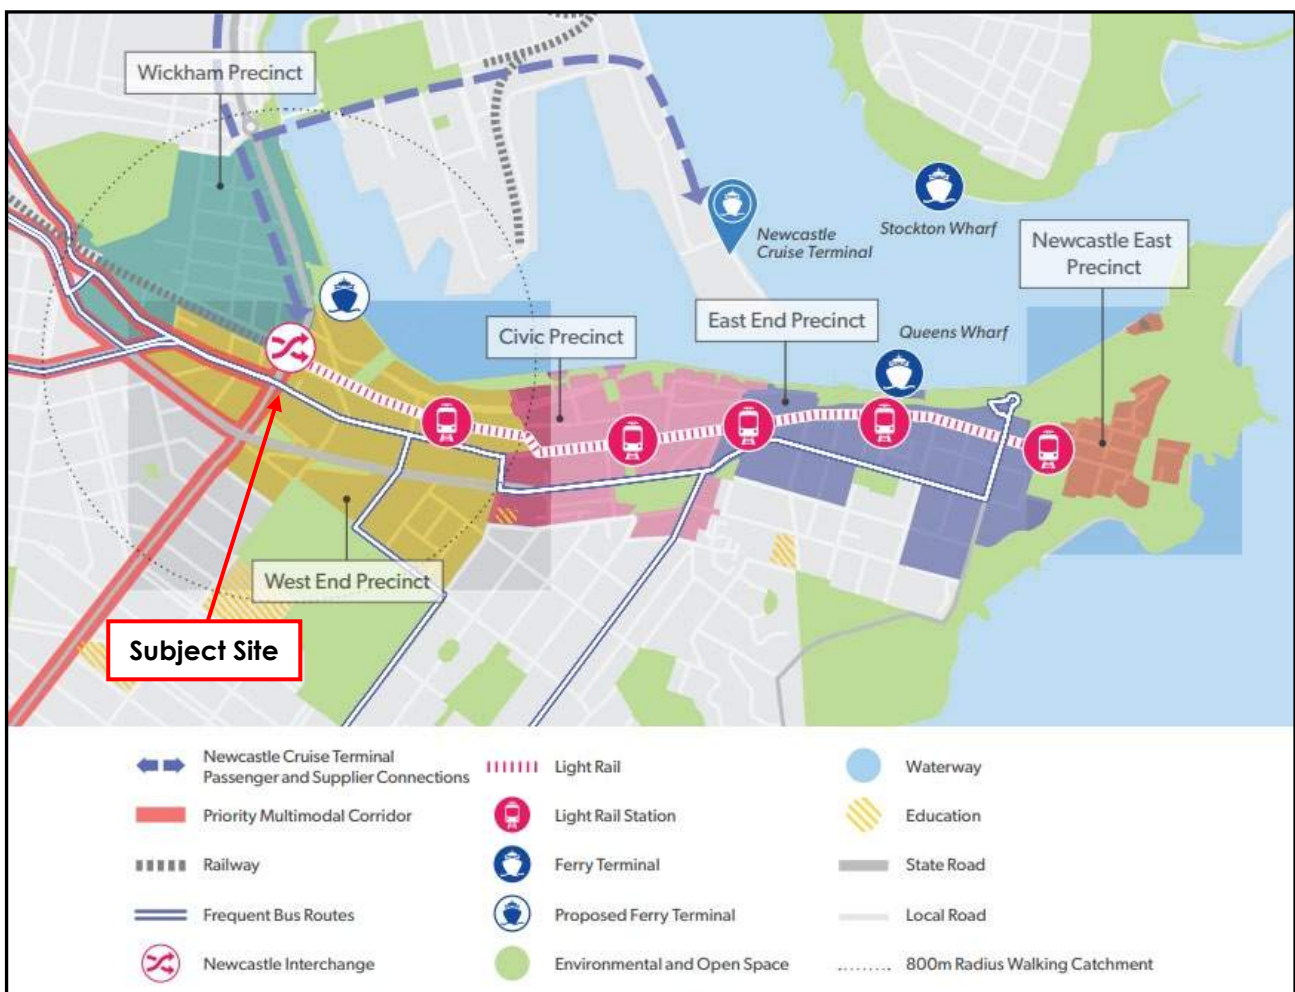 Wickham Precinct
Newcastle
Cruise Terminal
Stockton Wharf
Newcastle East
Precinct
Civic Precinct
East End Precinct
Queens Wharf
West End Precinct
Subject Site
Newcastle Cruise Terminal
Passenger and Supplier Connections
Light Rail
Waterway
Priority Multimodal Corridor
Light Rail Station
Education
Railway
Ferry Terminal
State Road
Frequent Bus Routes
Proposed Ferry Terminal
Local Road
Newcastle Interchange
Environmental and Open Space
800m Radius Walking Catchment